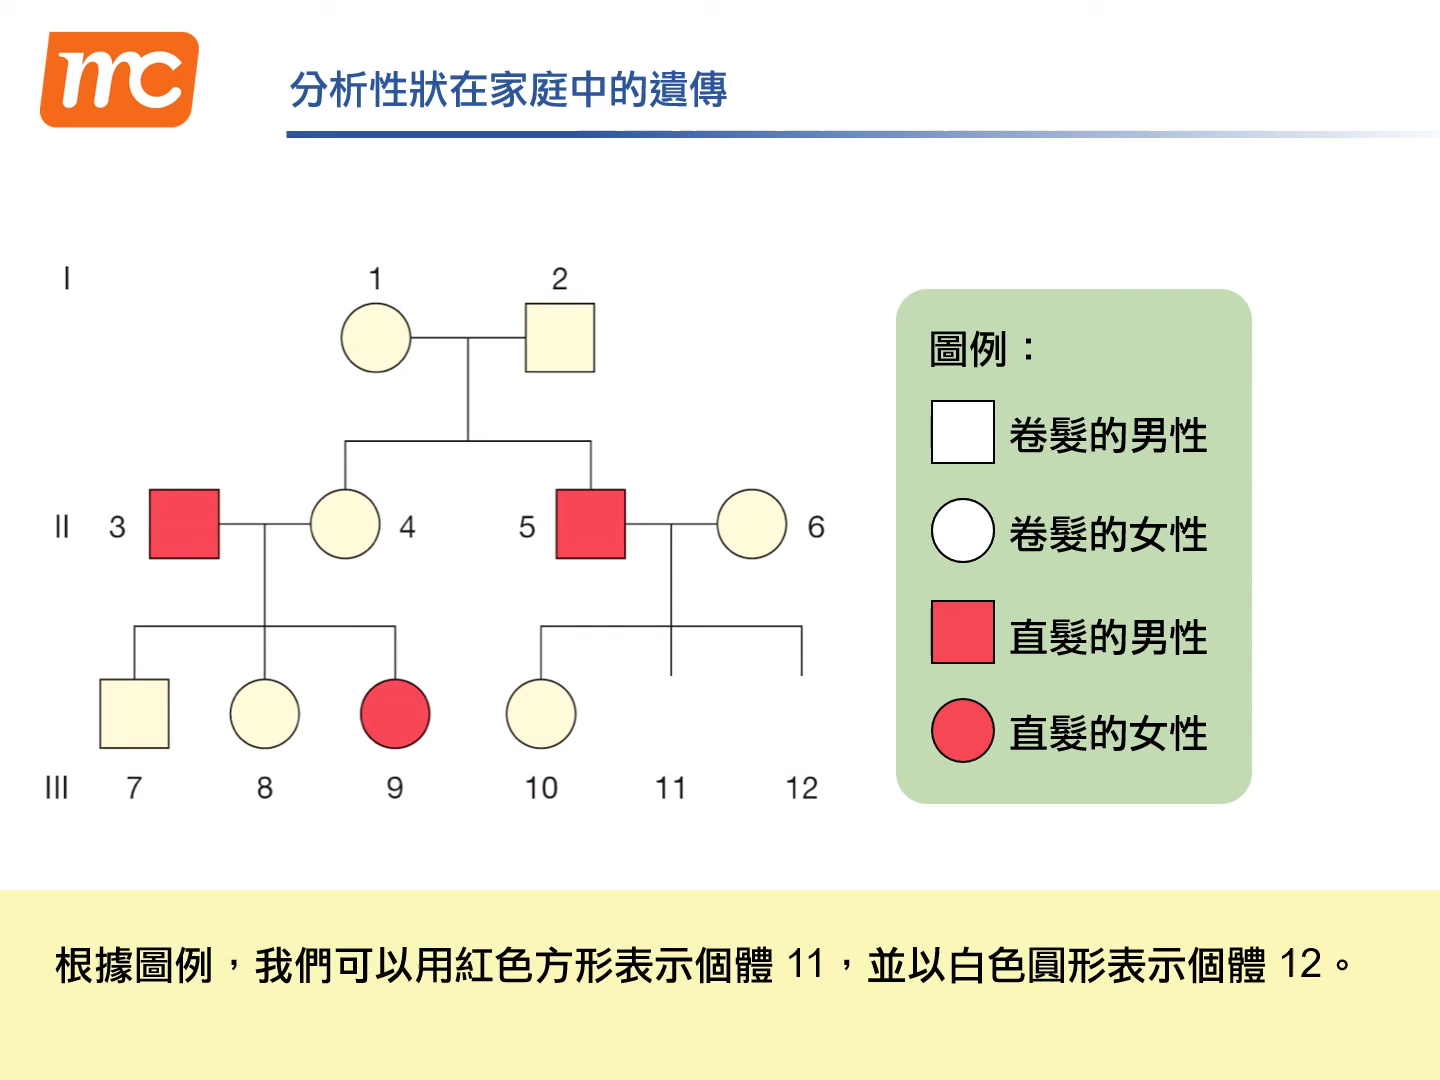 mc
分析性狀在家庭中的遺傳
I 1 2
II 3 4 5 6
III 7 8 9 10 11 12
圖例：
卷髮的男性
卷髮的女性
直髮的男性
直髮的女性
根據圖例，我們可以用紅色方形表示個體 11，並以白色圓形表示個體 12。